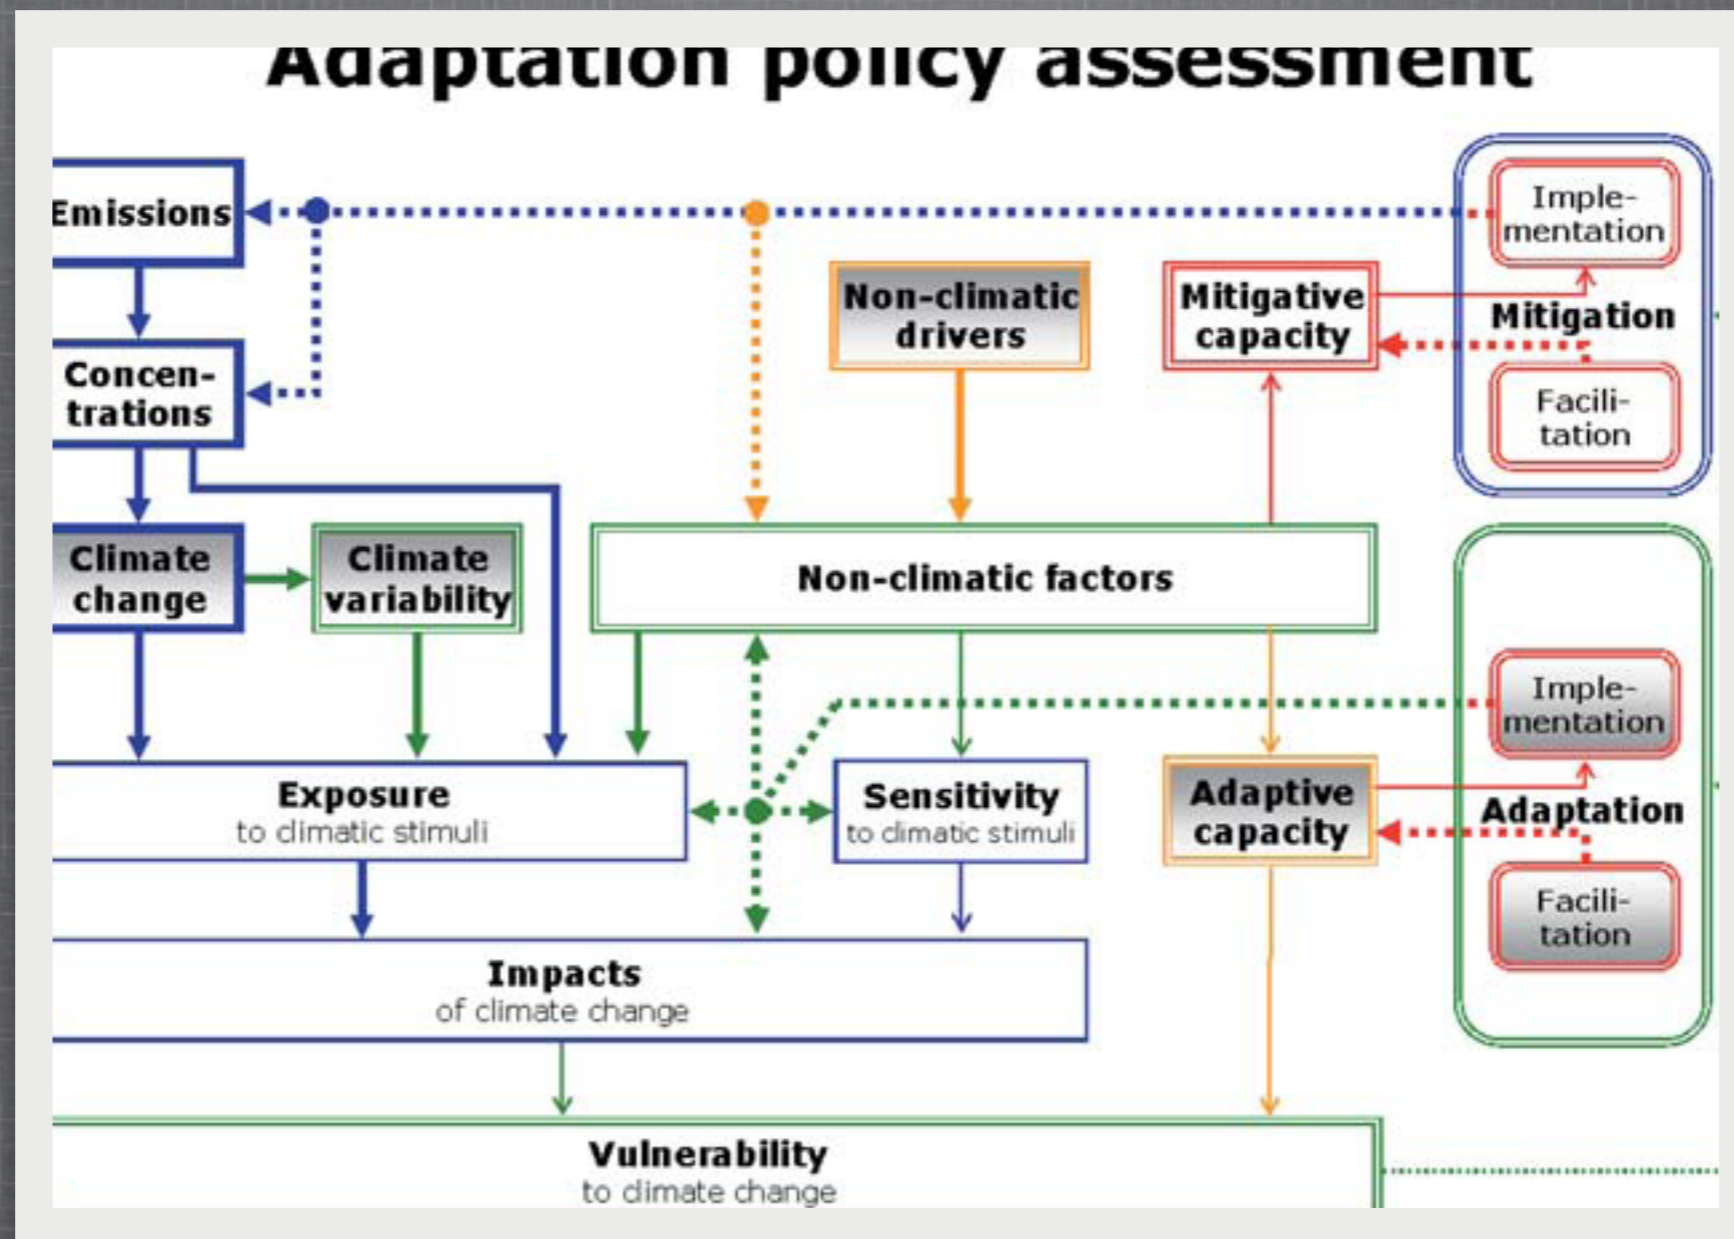 Adaptation policy assessment
Emissions
Imple-
mentation
Non-climatic
drivers
Mitigative
capacity
Mitigation
Concen-
trations
Facili-
tation
Climate
change
Climate
variability
Non-climatic factors
Imple-
mentation
Exposure
to climatic stimuli
Sensitivity
to climatic stimuli
Adaptive
capacity
Adaptation
Facili-
tation
Impacts
of climate change
Vulnerability
to climate change